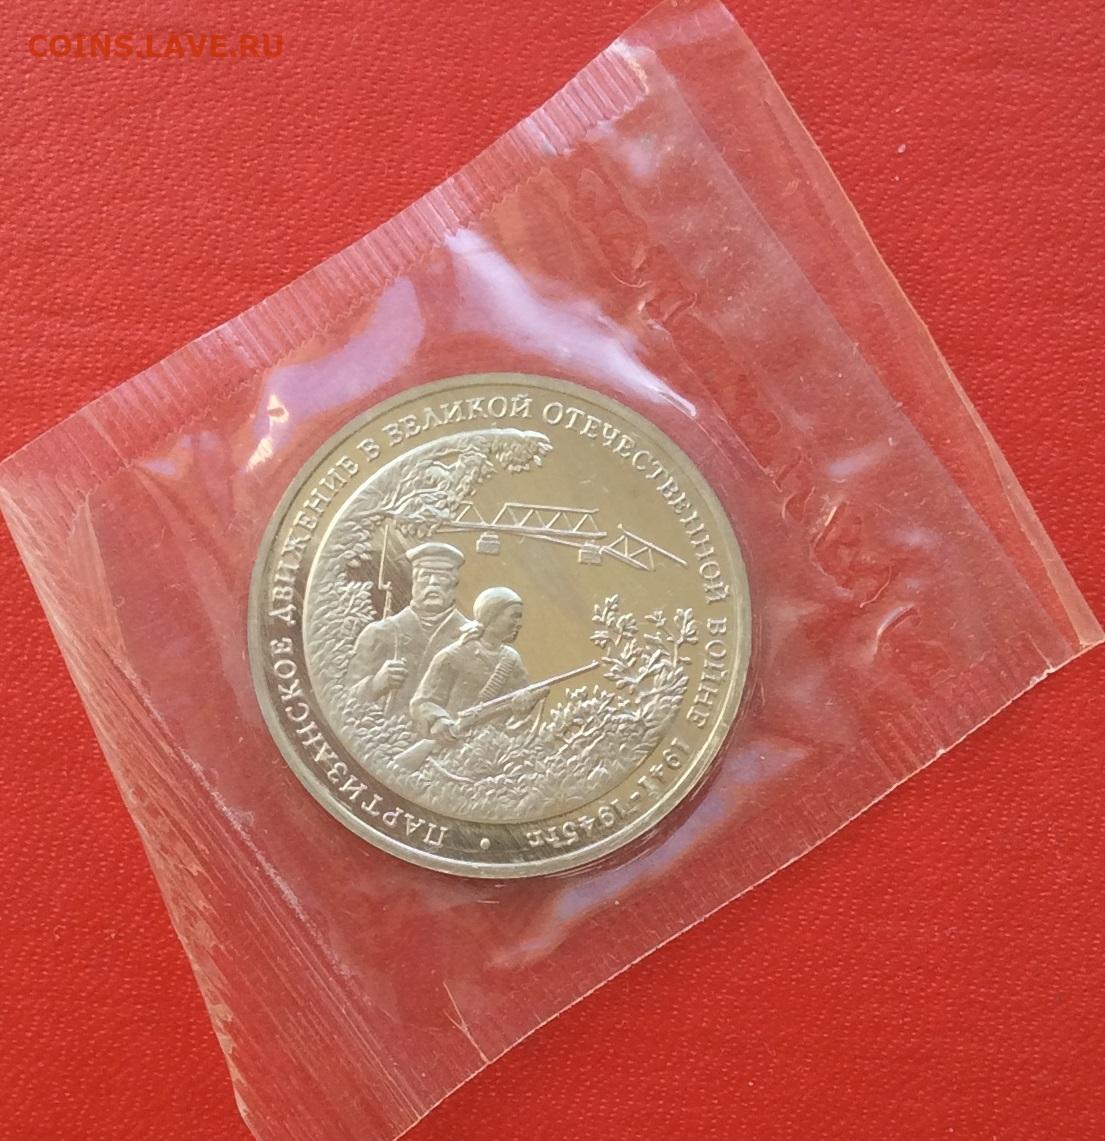 COINS.LAVE.RU
ПАРТИЗАНСКОЕ ДВИЖЕНИЕ В ВЕЛИКОЙ ОТЕЧЕСТВЕННОЙ ВОЙНЕ 1941-1945гг. •